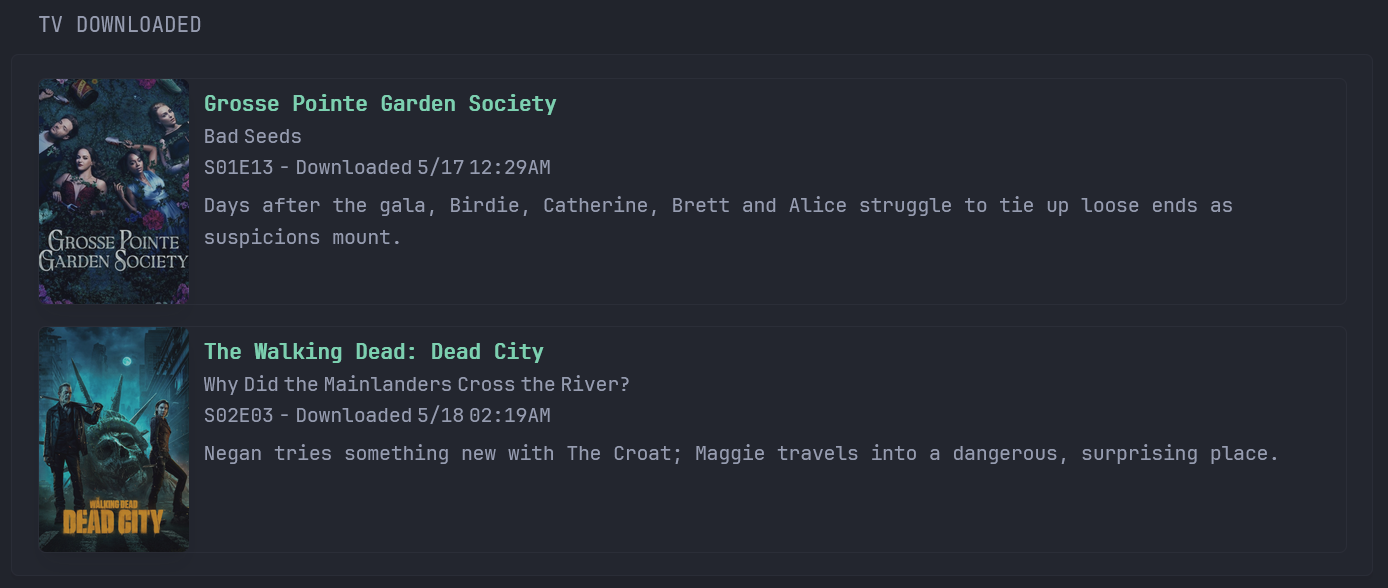 TV DOWNLOADED
Grosse Pointe Garden Society
Bad Seeds
S01E13 - Downloaded 5/17 12:29AM
Days after the gala, Birdie, Catherine, Brett and Alice struggle to tie up loose ends as
suspicions mount.
GROSSE POINTE
GARDEN SOCIETY
The Walking Dead: Dead City
Why Did the Mainlanders Cross the River?
S02E03 - Downloaded 5/18 02:19AM
Negan tries something new with The Croat; Maggie travels into a dangerous, surprising place.
THE WALKING DEAD
DEAD CITY